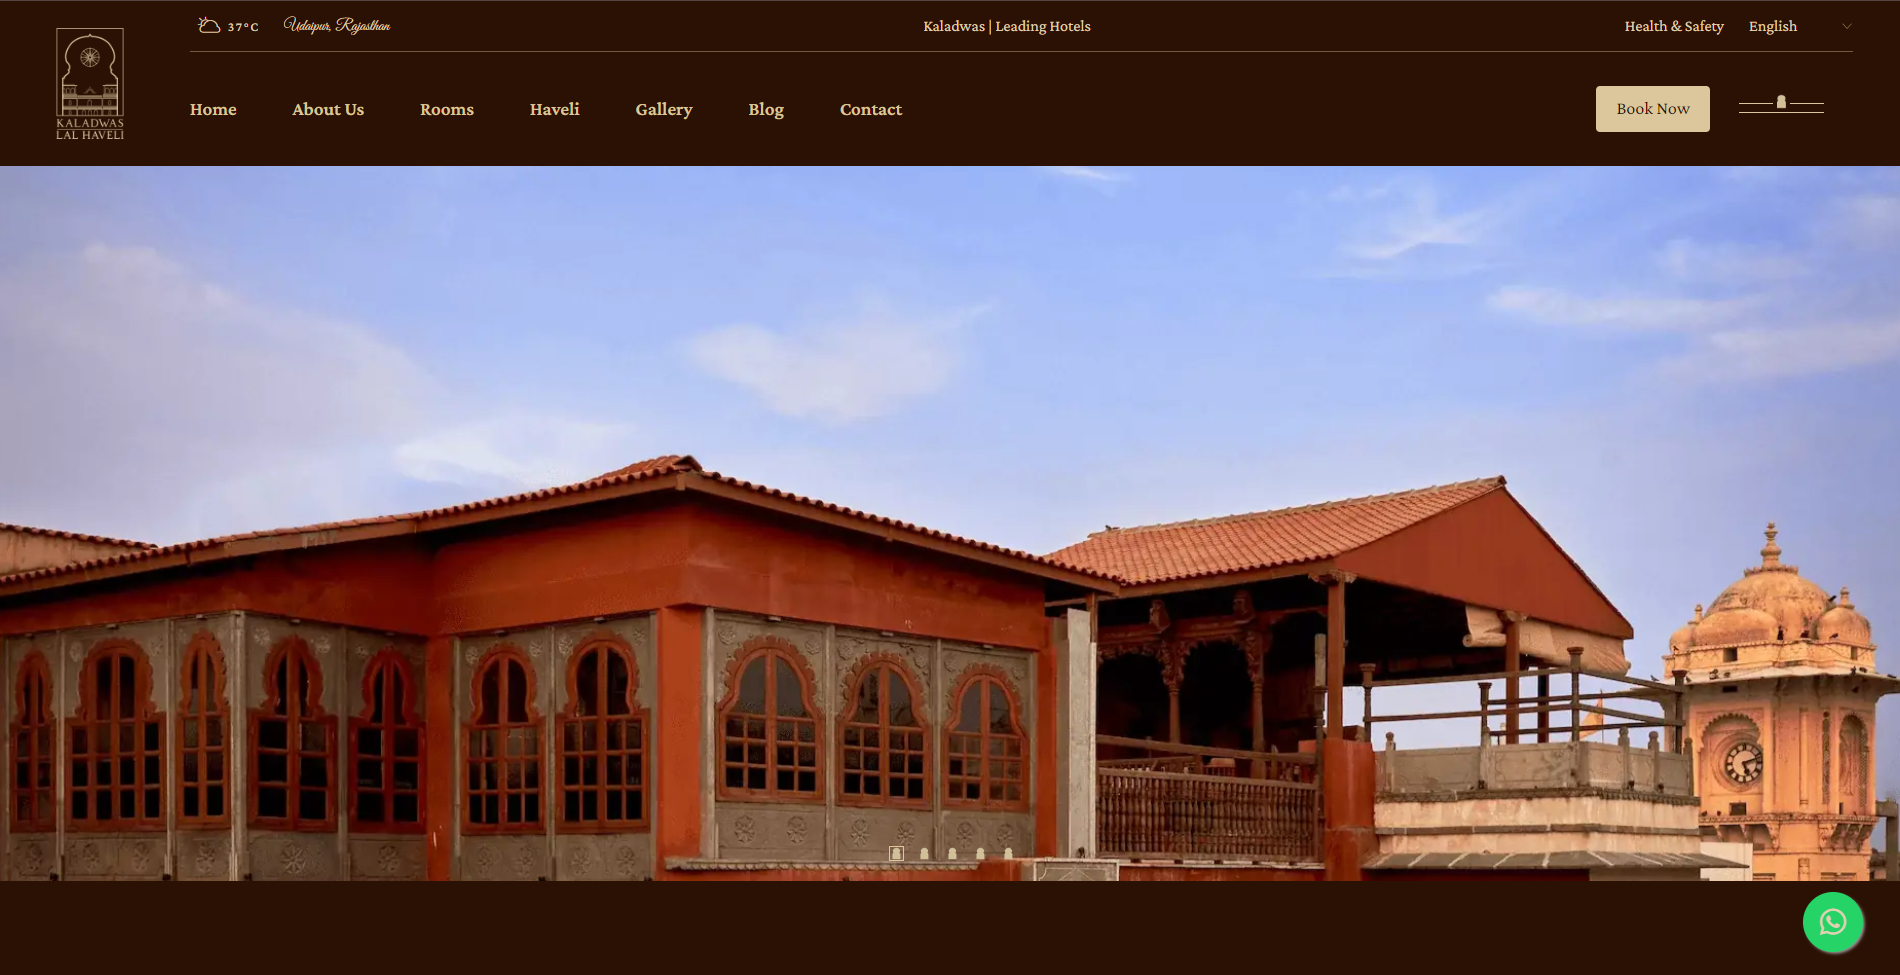 37°C
Udaipur, Rajasthan
Kaladwas | Leading Hotels
Health & Safety
English
KALADWAS
LAL HAVELI
Home
About Us
Rooms
Haveli
Gallery
Blog
Contact
Book Now